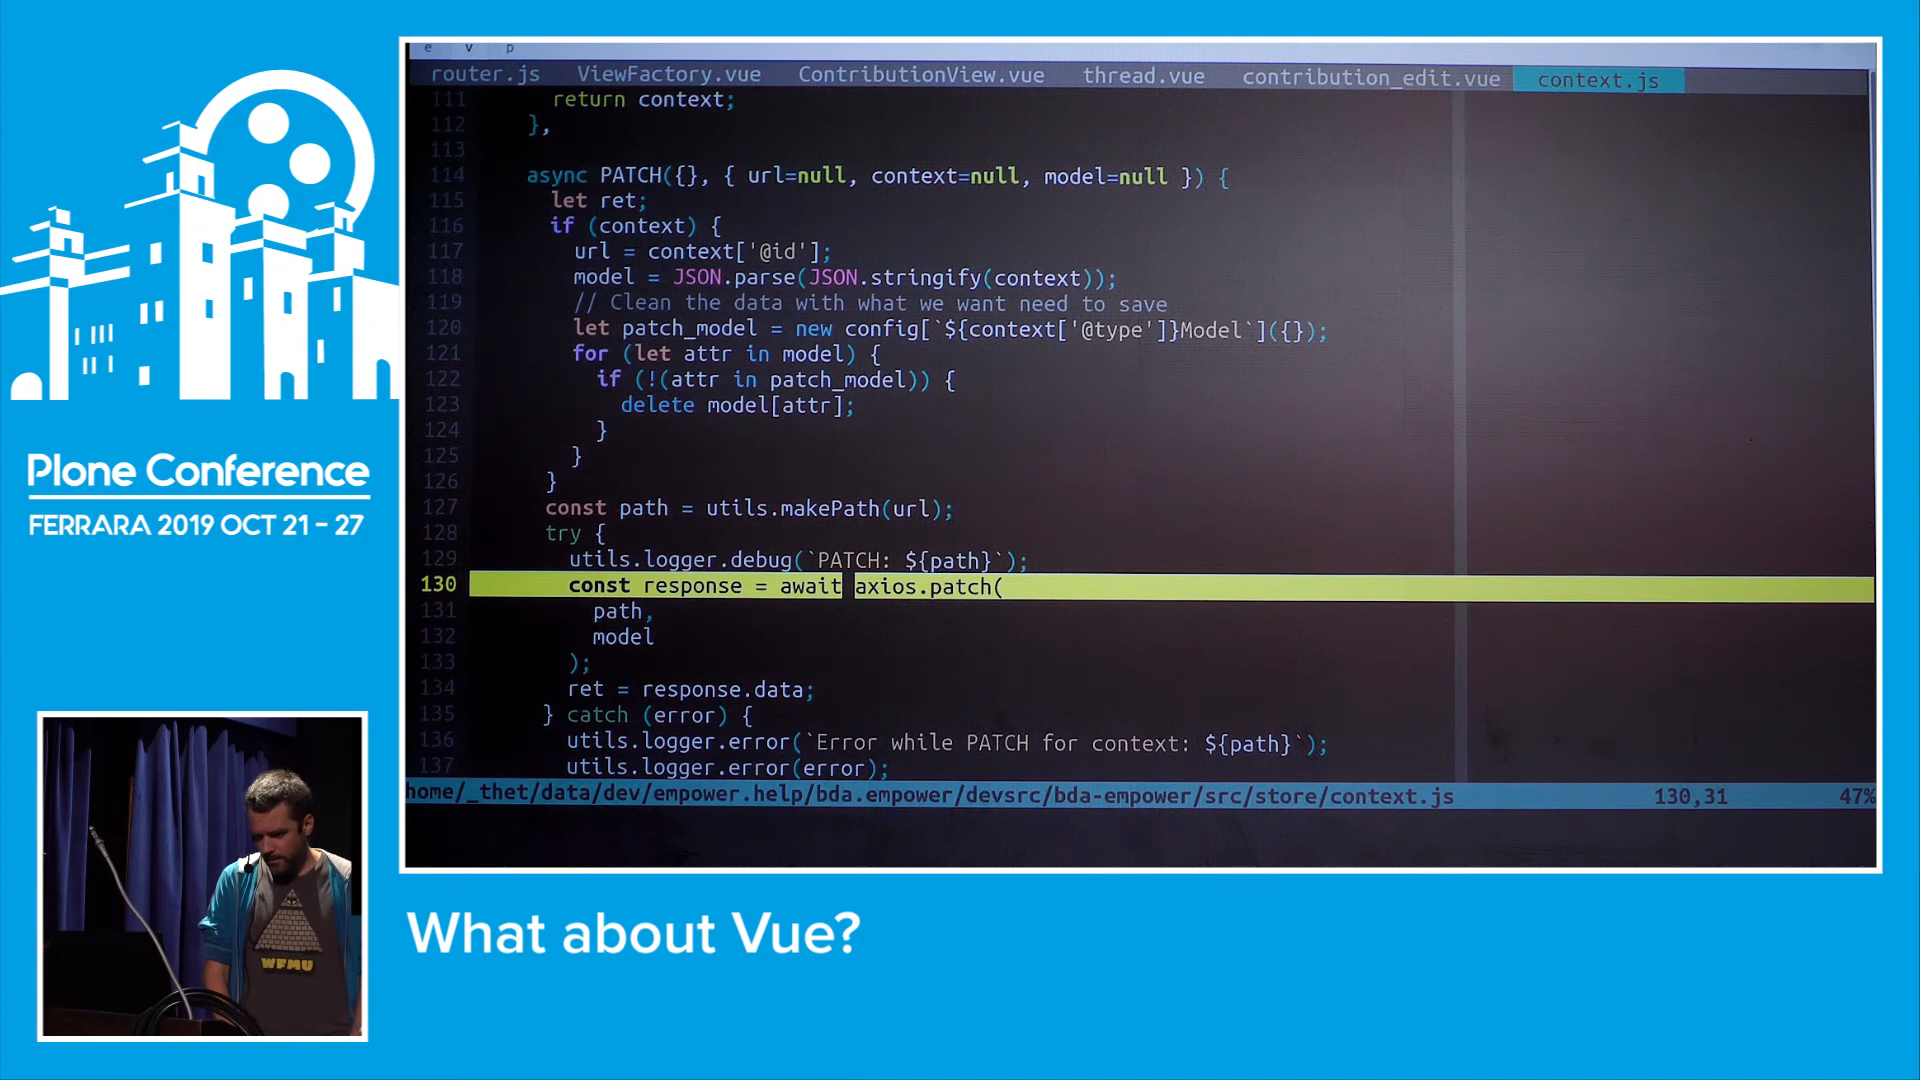 e v p
router.js ViewFactory.vue ContributionView.vue thread.vue contribution_edit.vue context.js
111 return context;
112 },
113
114 async PATCH({}, { url=null, context=null, model=null }) {
115 let ret;
116 if (context) {
117 url = context['@id'];
118 model = JSON.parse(JSON.stringify(context));
119 // Clean the data with what we want need to save
120 let patch_model = new config[`${context['@type']}Model`]({});
121 for (let attr in model) {
122 if (!(attr in patch_model)) {
123 delete model[attr];
124 }
125 }
126 }
127 const path = utils.makePath(url);
128 try {
129 utils.logger.debug(`PATCH: ${path}`);
130 const response = await axios.patch(
131 path,
132 model
133 );
134 ret = response.data;
135 } catch (error) {
136 utils.logger.error(`Error while PATCH for context: ${path}`);
137 utils.logger.error(error);
home/_thet/data/dev/empower.help/bda.empower/devsrc/bda-empower/src/store/context.js 130,31 47%
Plone Conference
FERRARA 2019 OCT 21 - 27
WFMU
What about Vue?